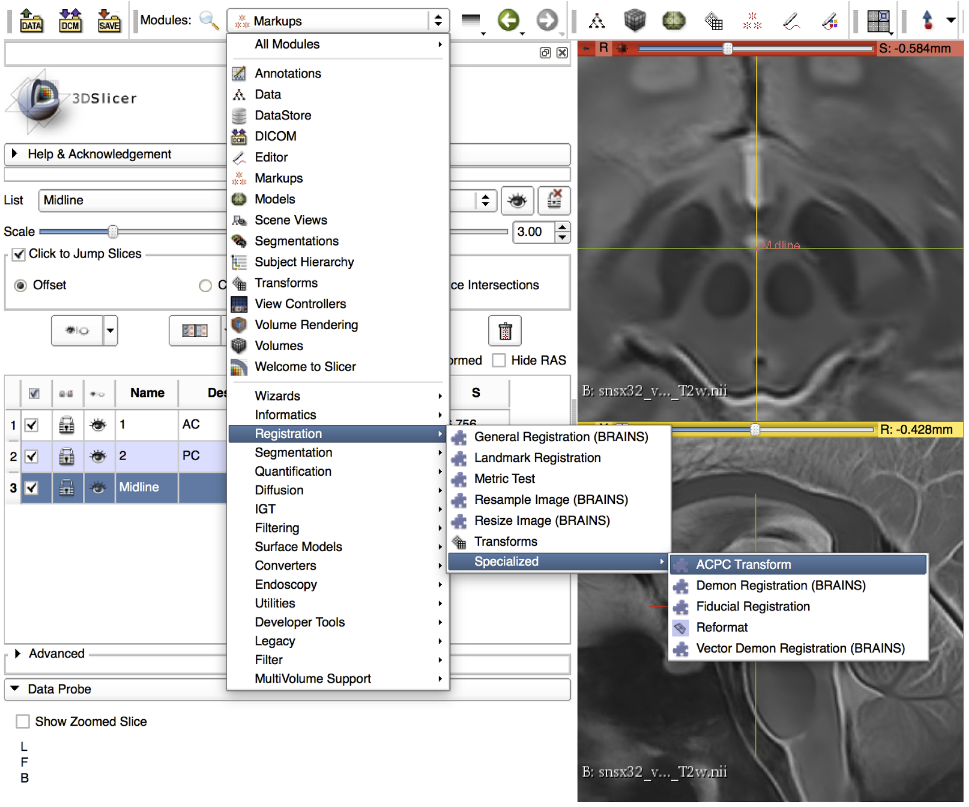 DATA
DCM
SAVE
Modules:
Markups
3DSlicer
Help & Acknowledgement
List
Midline
Scale
3.00
Click to Jump Slices
Offset
C
ce Intersections
ormed
Hide RAS
Name
Des
S
1
1
AC
756
2
2
PC
3
Midline
Advanced
Data Probe
Show Zoomed Slice
L
F
B
All Modules
Annotations
Data
DataStore
DICOM
Editor
Markups
Models
Scene Views
Segmentations
Subject Hierarchy
Transforms
View Controllers
Volume Rendering
Volumes
Welcome to Slicer
Wizards
Informatics
Registration
Segmentation
Quantification
Diffusion
IGT
Filtering
Surface Models
Converters
Endoscopy
Utilities
Developer Tools
Legacy
Filter
MultiVolume Support
General Registration (BRAINS)
Landmark Registration
Metric Test
Resample Image (BRAINS)
Resize Image (BRAINS)
Transforms
Specialized
ACPC Transform
Demon Registration (BRAINS)
Fiducial Registration
Reformat
Vector Demon Registration (BRAINS)
R
S: -0.584mm
Midline
B: snsx32_v..._T2w.nii
R: -0.428mm
B: snsx32_v..._T2w.nii